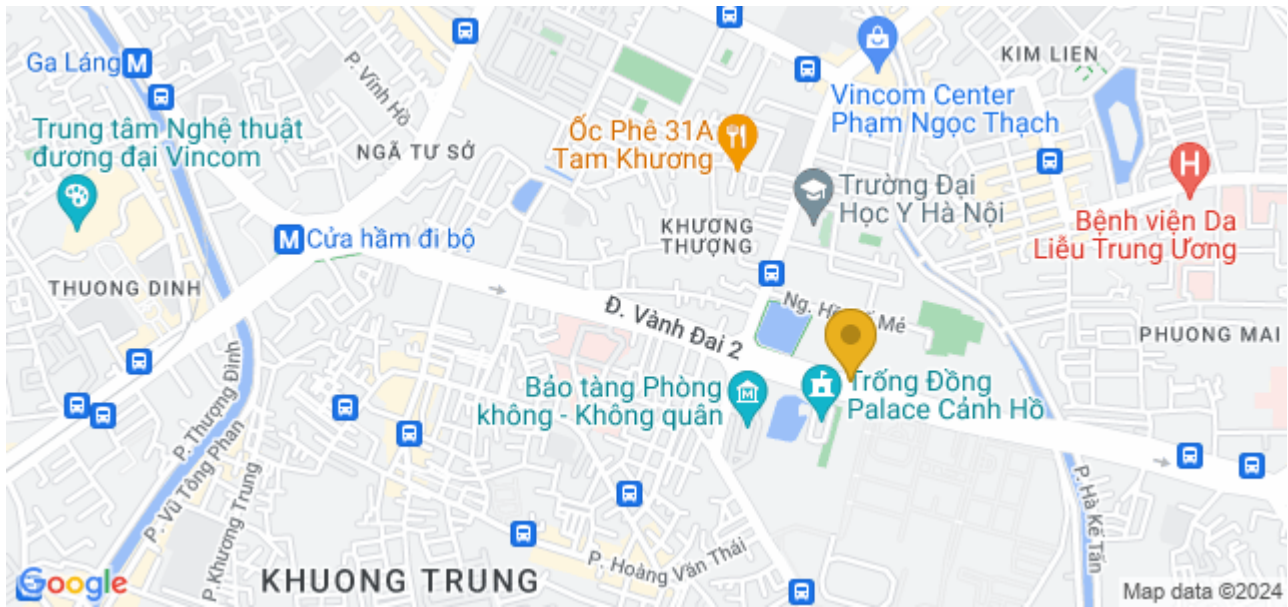 KIM LIEN
Ga Láng
P. Vĩnh Hồ
Vincom Center
Phạm Ngọc Thạch
Trung tâm Nghệ thuật
đương đại Vincom
Ốc Phê 31A
Tam Khương
NGÃ TƯ SỞ
Trường Đại
Học Y Hà Nội
Bệnh viện Da
Liễu Trung Ương
KHƯƠNG
THƯỢNG
Cửa hầm đi bộ
THUONG DINH
Đ. Vành Đai 2
PHUONG MAI
Bảo tàng Phòng
không - Không quân
Trống Đồng
Palace Cảnh Hồ
P. Thượng Đình
P. Vũ Tông Phan
P.Khương Trung
P. Hoàng Văn Thái
P. Hà Kế Tấn
KHUONG TRUNG
Google
Map data ©2024